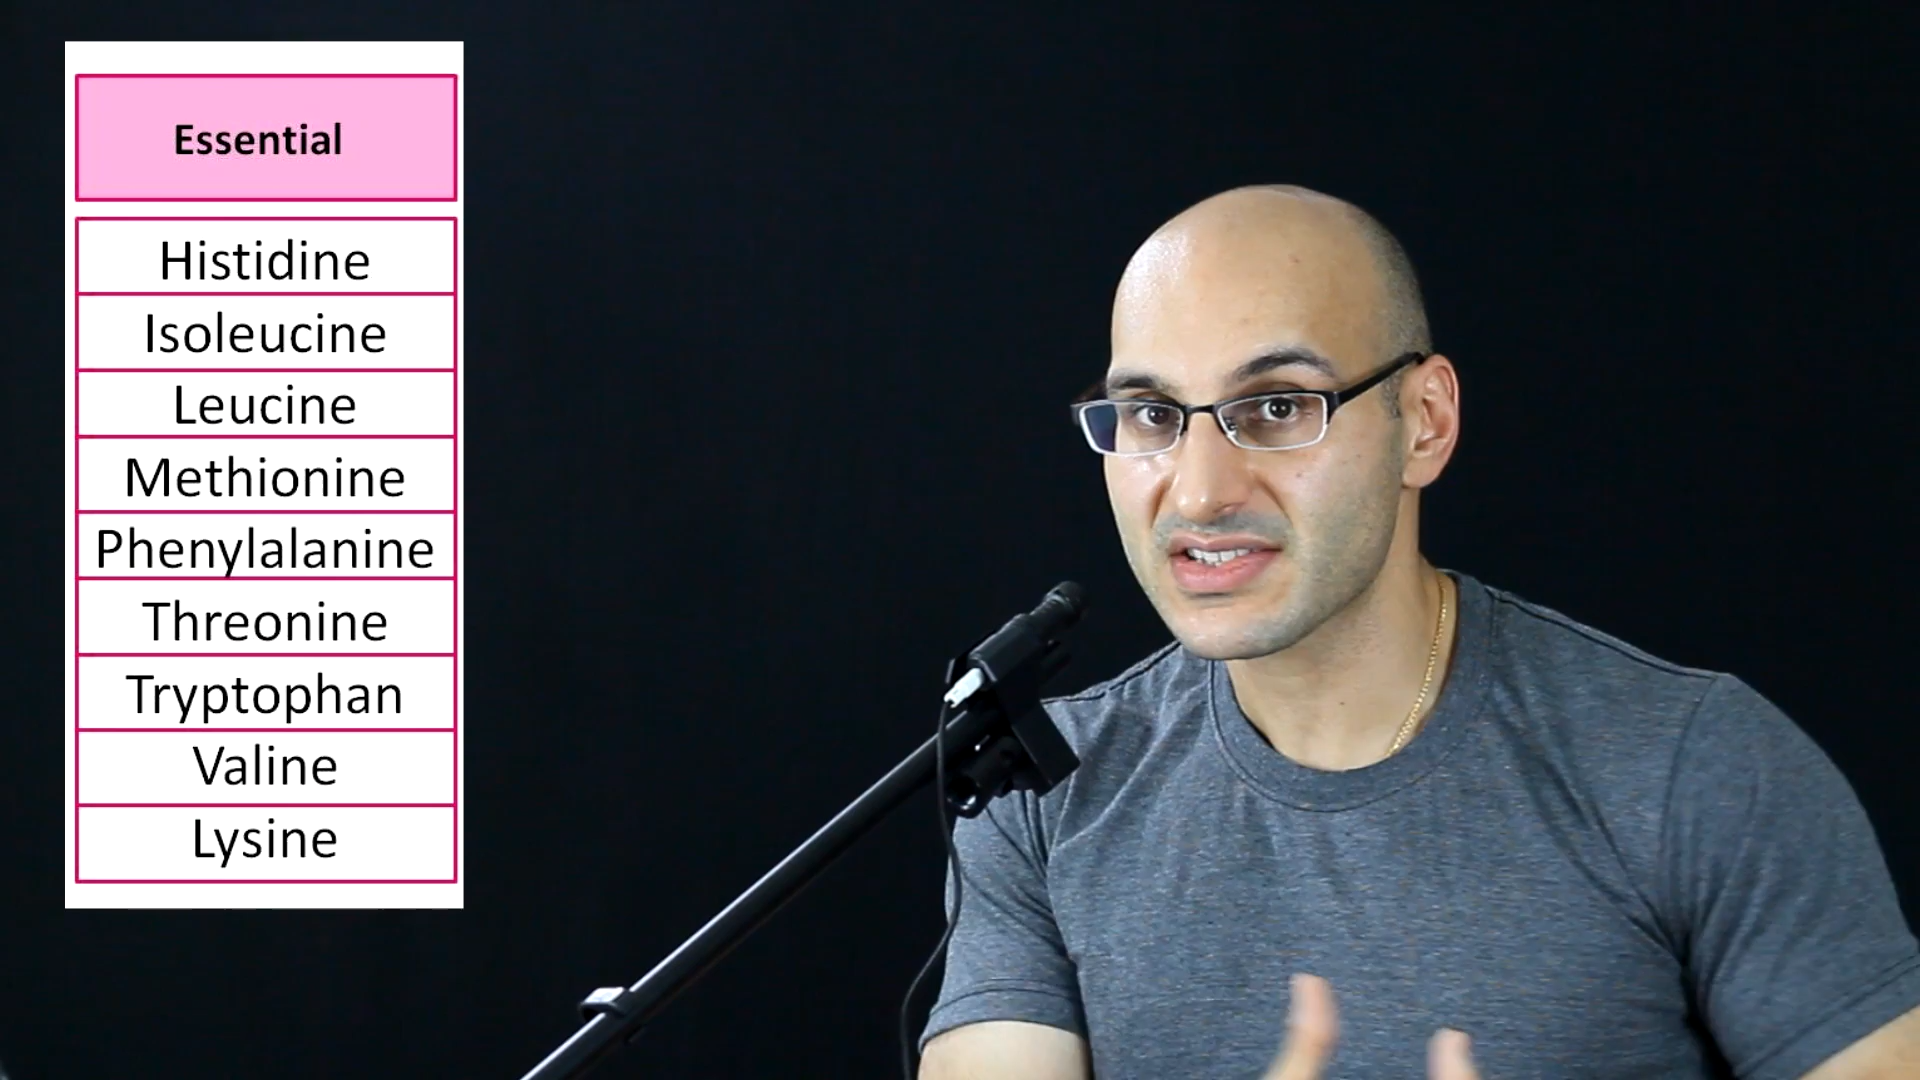 Essential
Histidine
Isoleucine
Leucine
Methionine
Phenylalanine
Threonine
Tryptophan
Valine
Lysine